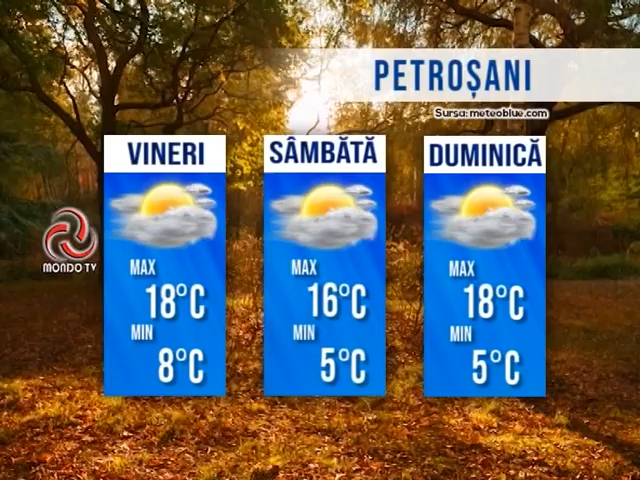 PETROȘANI
Sursa: meteoblue.com
VINERI
MAX
18°C
MIN
8°C
SÂMBĂTĂ
MAX
16°C
MIN
5°C
DUMINICĂ
MAX
18°C
MIN
5°C
MONDO TV